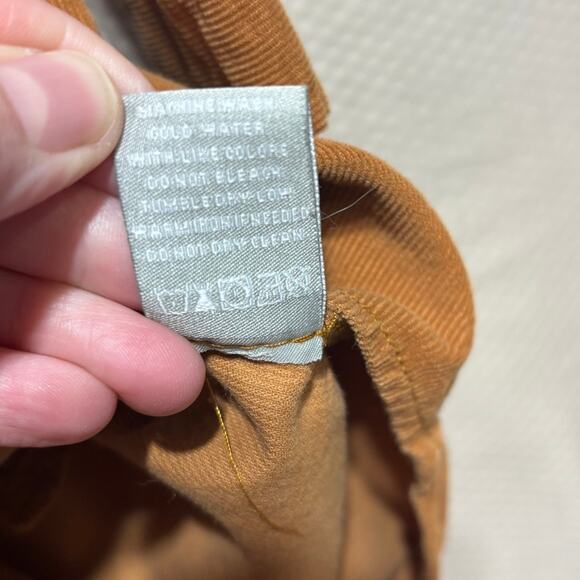 MACHINE WASH
COLD WATER
WITH LIKE COLORS
DO NOT BLEACH
TUMBLE DRY LOW
WARM IRON IF NEEDED
DO NOT DRY CLEAN